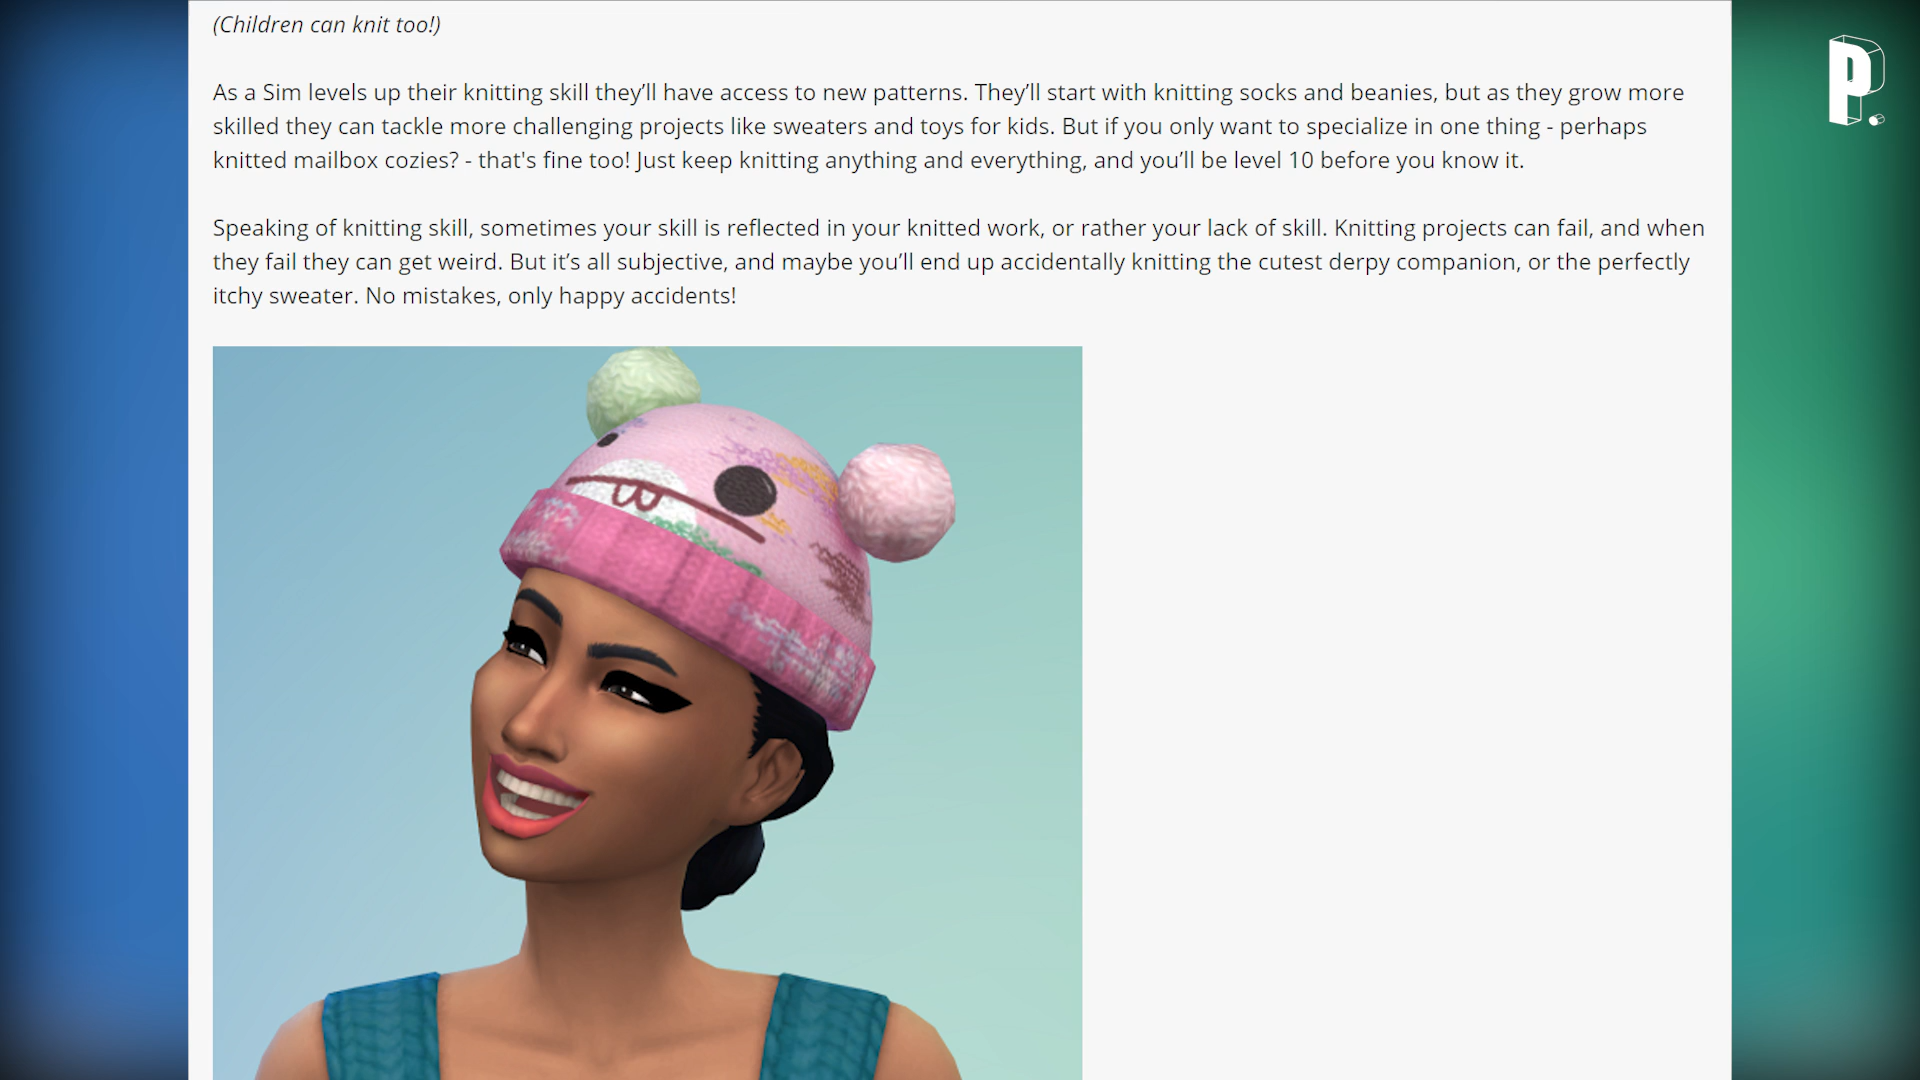 (Children can knit too!)
As a Sim levels up their knitting skill they’ll have access to new patterns. They’ll start with knitting socks and beanies, but as they grow more
skilled they can tackle more challenging projects like sweaters and toys for kids. But if you only want to specialize in one thing - perhaps
knitted mailbox cozies? - that's fine too! Just keep knitting anything and everything, and you’ll be level 10 before you know it.
Speaking of knitting skill, sometimes your skill is reflected in your knitted work, or rather your lack of skill. Knitting projects can fail, and when
they fail they can get weird. But it’s all subjective, and maybe you’ll end up accidentally knitting the cutest derpy companion, or the perfectly
itchy sweater. No mistakes, only happy accidents!
P.